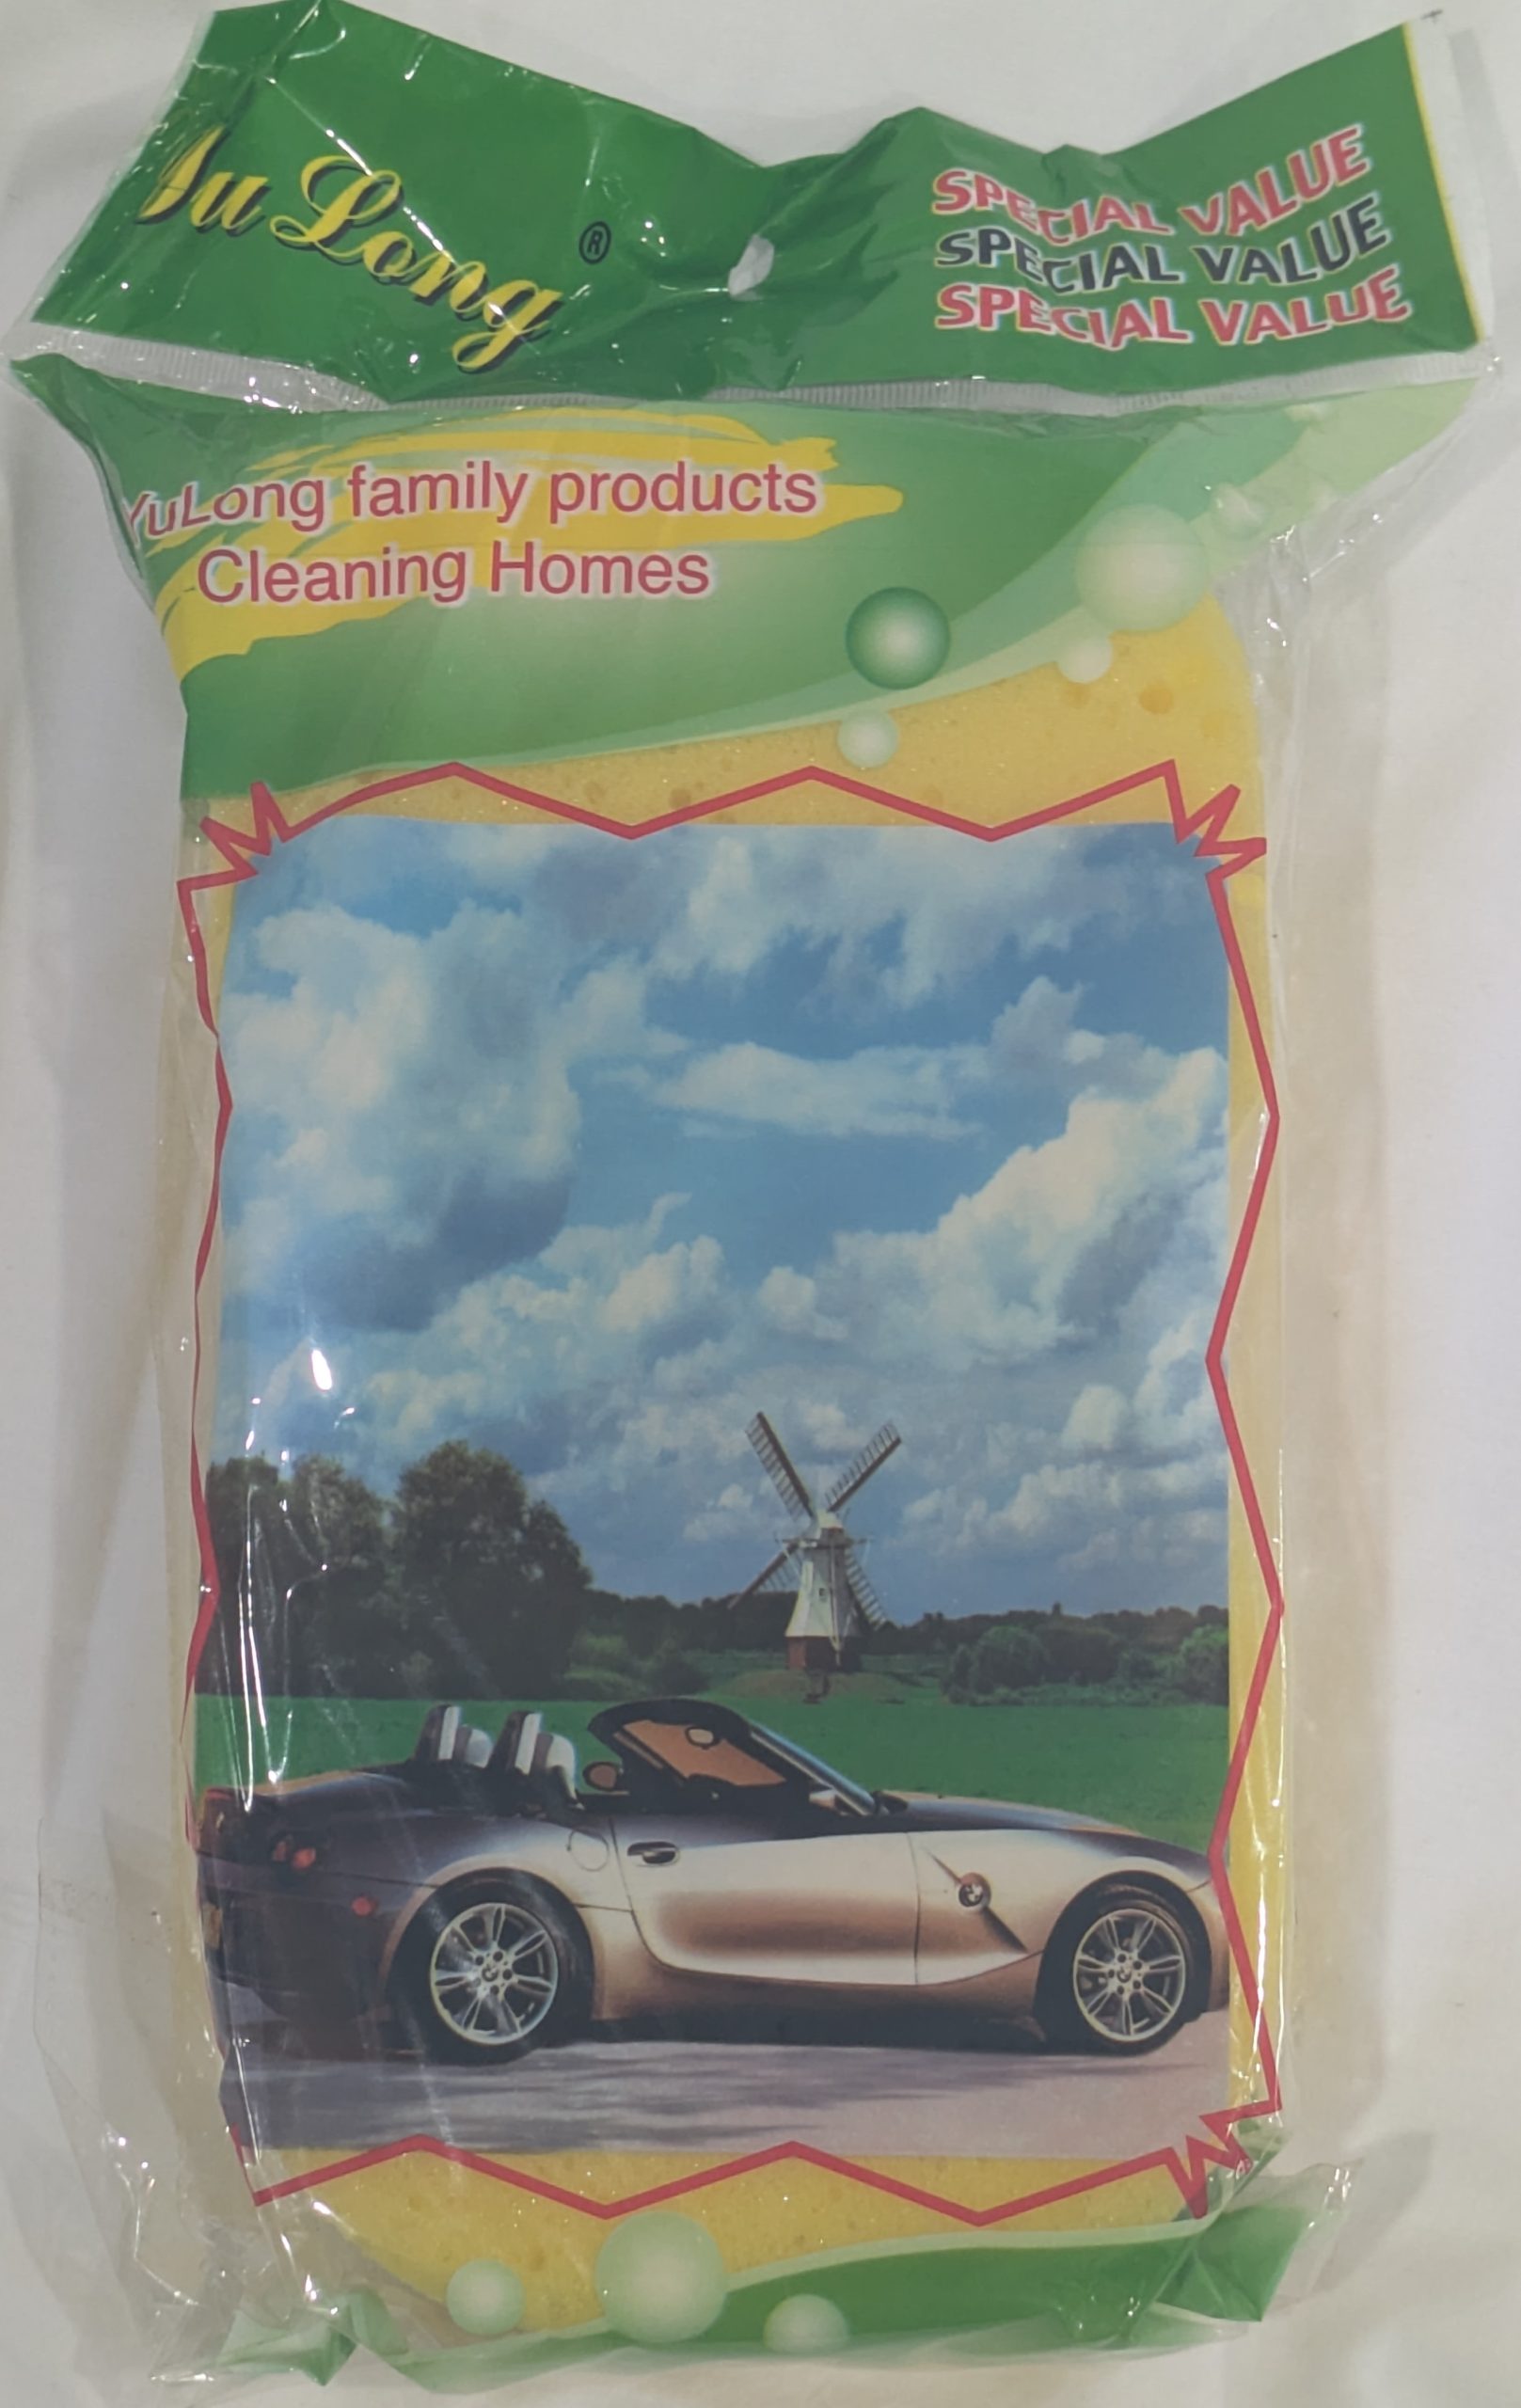 Yu Long ®
SPECIAL VALUE
SPECIAL VALUE
SPECIAL VALUE
YuLong family products
Cleaning Homes